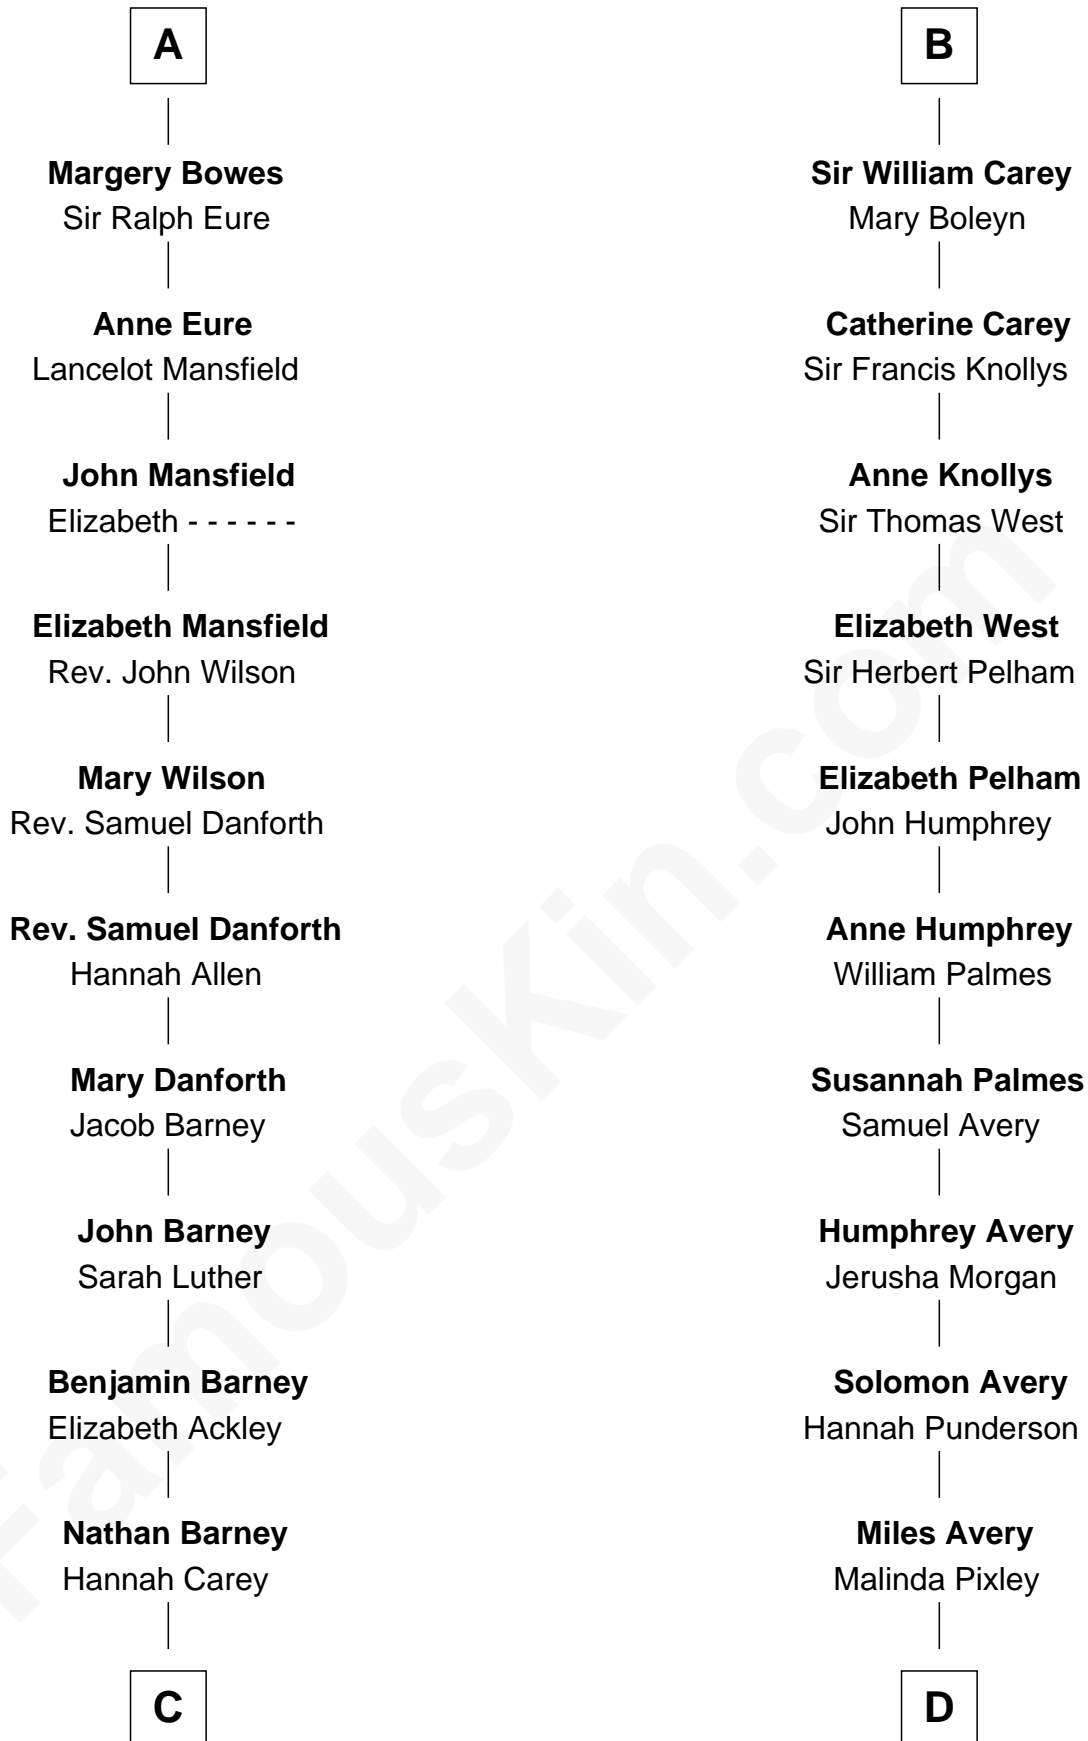 A
Margery Bowes
Sir Ralph Eure
Anne Eure
Lancelot Mansfield
John Mansfield
Elizabeth - - - - - -
Elizabeth Mansfield
Rev. John Wilson
Mary Wilson
Rev. Samuel Danforth
Rev. Samuel Danforth
Hannah Allen
Mary Danforth
Jacob Barney
John Barney
Sarah Luther
Benjamin Barney
Elizabeth Ackley
Nathan Barney
Hannah Carey
C
B
Sir William Carey
Mary Boleyn
Catherine Carey
Sir Francis Knollys
Anne Knollys
Sir Thomas West
Elizabeth West
Sir Herbert Pelham
Elizabeth Pelham
John Humphrey
Anne Humphrey
William Palmes
Susannah Palmes
Samuel Avery
Humphrey Avery
Jerusha Morgan
Solomon Avery
Hannah Punderson
Miles Avery
Malinda Pixley
D
FamousKin.com